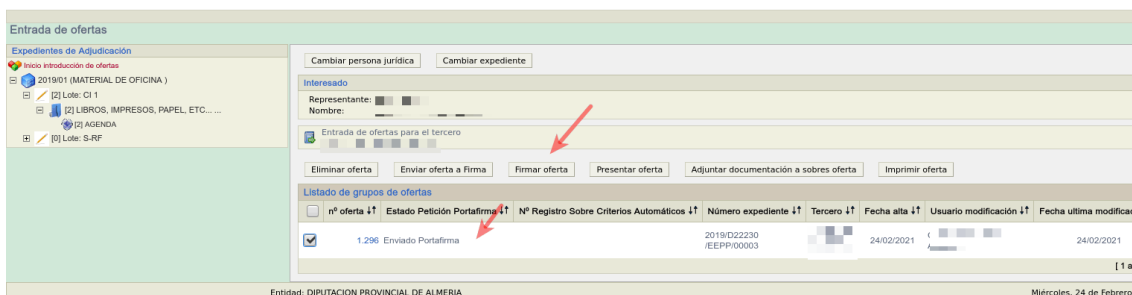 Entrada de ofertas
Expedientes de Adjudicación
Inicio introducción de ofertas
2019/01 (MATERIAL DE OFICINA )
[2] Lote: CI 1
[2] LIBROS, IMPRESOS, PAPEL, ETC... ...
[2] AGENDA
[0] Lote: S-RF
Cambiar persona jurídica Cambiar expediente
Interesado
Representante:
Nombre:
Entrada de ofertas para el tercero
Eliminar oferta Enviar oferta a Firma Firmar oferta Presentar oferta Adjuntar documentación a sobres oferta Imprimir oferta
Listado de grupos de ofertas
nº oferta Estado Petición Portafirma Nº Registro Sobre Criterios Automáticos Número expediente Tercero Fecha alta Usuario modificación Fecha ultima modificac
1.296 Enviado Portafirma 2019/D22230 24/02/2021 24/02/2021
/EEPP/00003
[ 1 a
Entidad: DIPUTACION PROVINCIAL DE ALMERIA Miércoles, 24 de Febrero